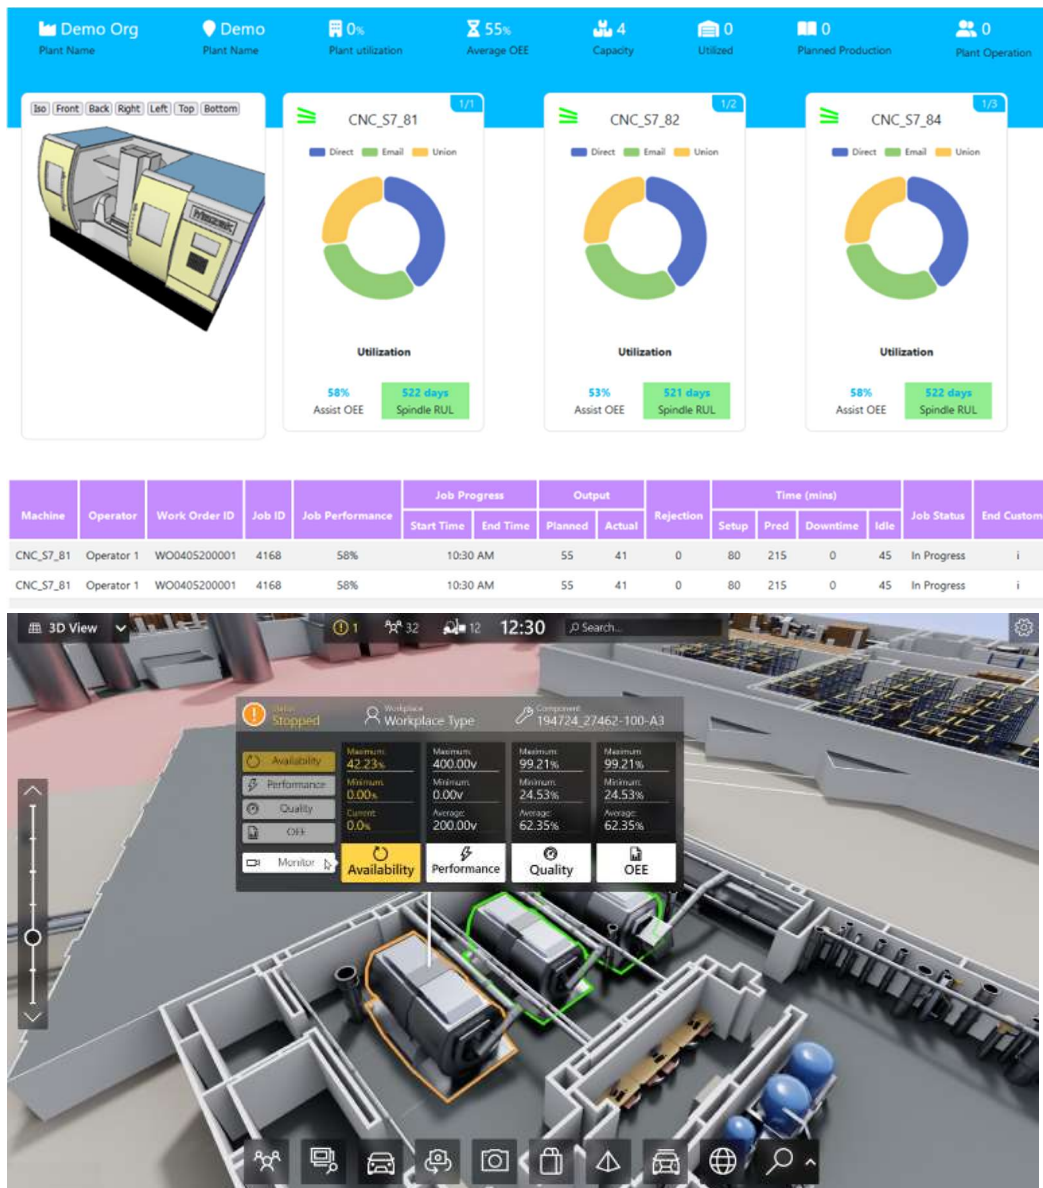 Demo Org
Plant Name
Demo
Plant Name
0%
Plant utilization
55%
Average OEE
4
Capacity
0
Utilized
0
Planned Production
0
Plant Operation
Iso Front Back Right Left Top Bottom
1/1
CNC_S7_81
Direct Email Union
Utilization
58%
Assist OEE
522 days
Spindle RUL
1/2
CNC_S7_82
Direct Email Union
Utilization
53%
Assist OEE
521 days
Spindle RUL
1/3
CNC_S7_84
Direct Email Union
Utilization
58%
Assist OEE
522 days
Spindle RUL
Machine Operator Work Order ID Job ID Job Performance Job Progress Output Rejection Time (mins) Job Status End Custom
Start Time End Time Planned Actual Setup Pred Downtime Idle
CNC_S7_81 Operator 1 WO0405200001 4168 58% 10:30 AM 55 41 0 80 215 0 45 In Progress i
CNC_S7_81 Operator 1 WO0405200001 4168 58% 10:30 AM 55 41 0 80 215 0 45 In Progress i
3D View 1 32 12 12:30 Search...
Status
Stopped
Workplace
Workplace Type
Component
194724_27462-100-A3
Availability
Performance
Quality
OEE
Monitor
Maximum:
42.23%
Minimum:
0.00%
Current:
0.0%
Availability
Maximum:
400.00v
Minimum:
0.00v
Average:
200.00v
Performance
Maximum:
99.21%
Minimum:
24.53%
Average:
62.35%
Quality
Maximum:
99.21%
Minimum:
24.53%
Average:
62.35%
OEE